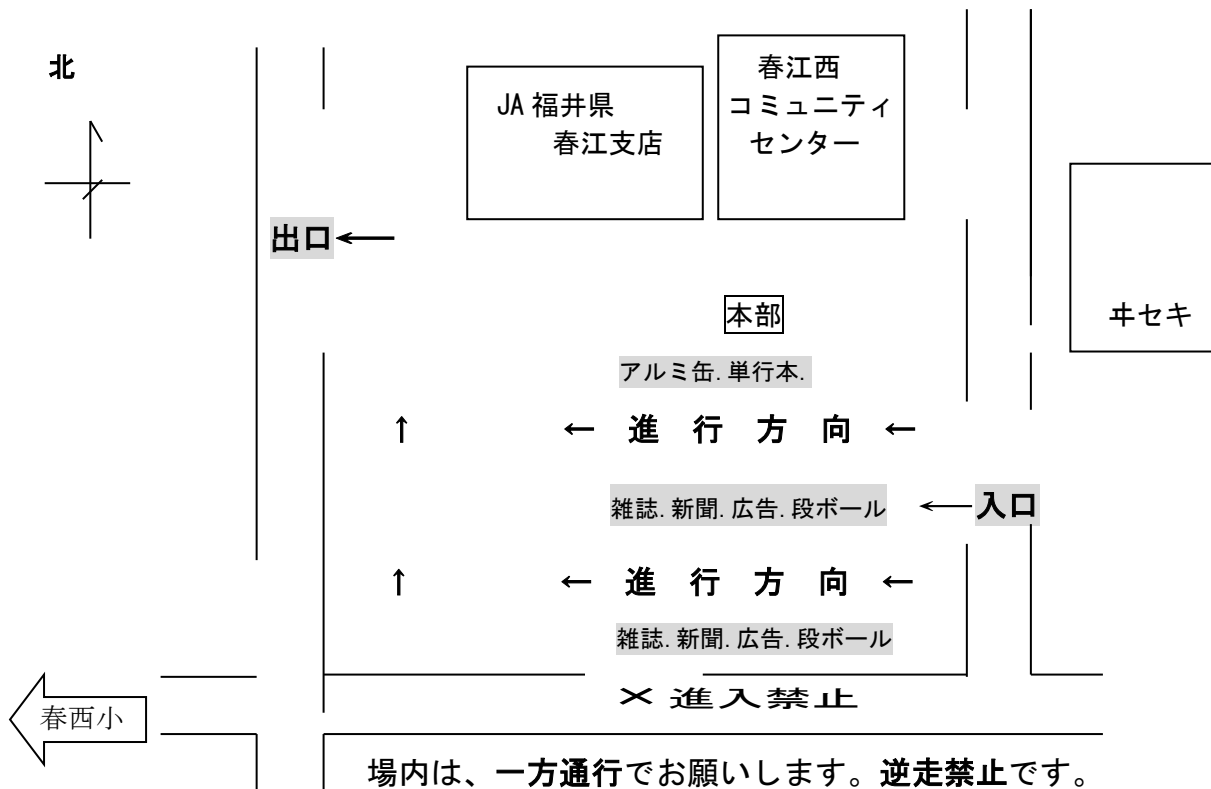 北
JA福井県
春江支店
春江西
コミュニティ
センター
出口←
本部
ヰセキ
アルミ缶.単行本.
↑ ← 進 行 方 向 ←
雑誌.新聞.広告.段ボール ← 入口
↑ ← 進 行 方 向 ←
雑誌.新聞.広告.段ボール
× 進入禁止
春西小
場内は、一方通行でお願いします。逆走禁止です。